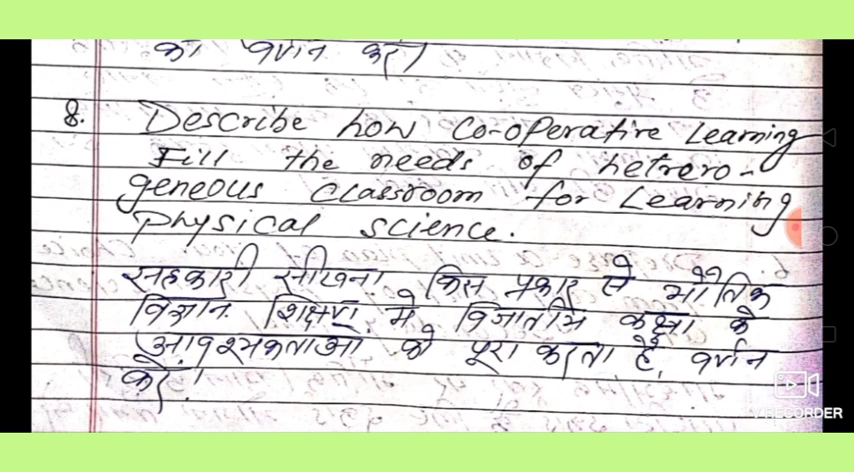 का वर्णन करें।
8. Describe how Co-operative Learning
Fill the needs of hetrero-
geneous classroom for Learning
Physical science.
सहकारी सीखना किस प्रकार से भौतिक
विज्ञान शिक्षण में विजातीय कक्षा के
आवश्यकताओं को पूरा करता है, वर्णन
करें।
RECORDER